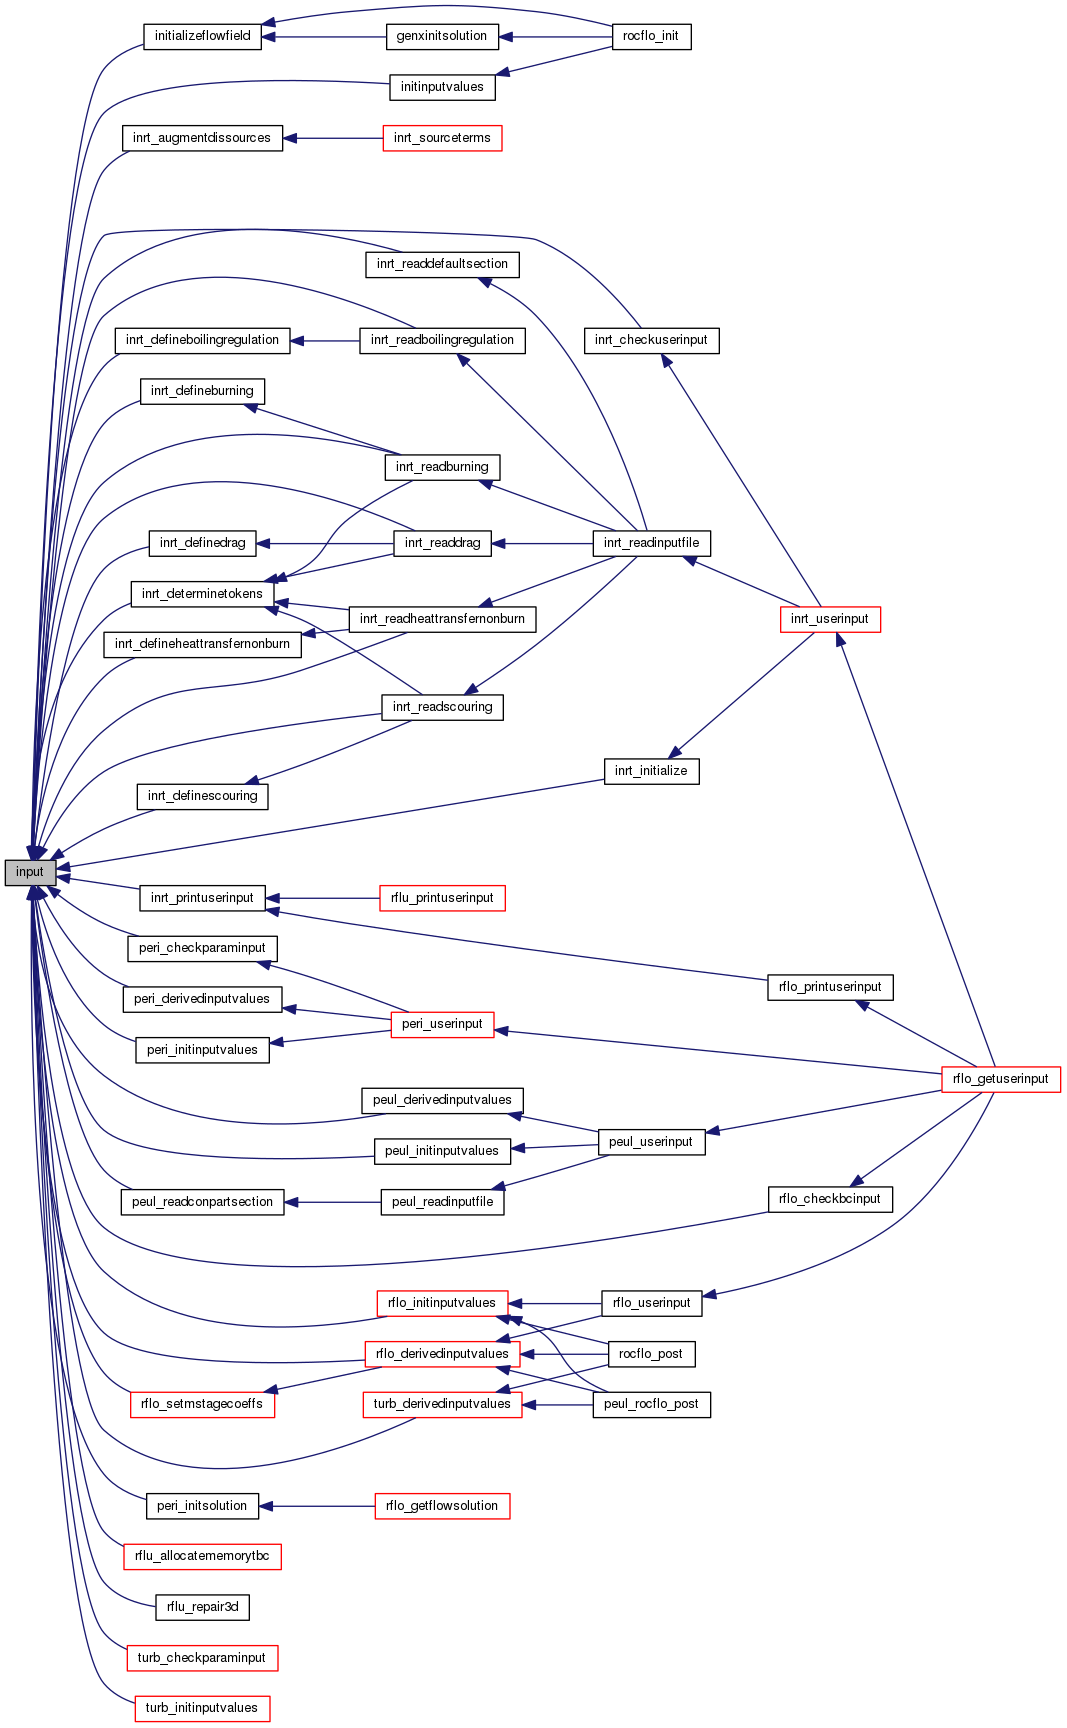 initializeflowfield
genxinitsolution
rocflo_init
initinputvalues
inrt_augmentdissources
inrt_sourceterms
inrt_readdefaultsection
inrt_defineboilingregulation
inrt_readboilingregulation
inrt_checkuserinput
inrt_defineburning
inrt_readburning
inrt_definedrag
inrt_readdrag
inrt_readinputfile
inrt_determinetokens
inrt_readheattransfernonburn
inrt_userinput
inrt_defineheattransfernonburn
inrt_readscouring
inrt_initialize
inrt_definescouring
input
inrt_printuserinput
rflu_printuserinput
peri_checkparaminput
rflo_printuserinput
peri_derivedinputvalues
peri_userinput
peri_initinputvalues
rflo_getuserinput
peul_derivedinputvalues
peul_userinput
peul_initinputvalues
peul_readconpartsection
peul_readinputfile
rflo_checkbcinput
rflo_initinputvalues
rflo_userinput
rflo_derivedinputvalues
rocflo_post
rflo_setmstagecoeffs
turb_derivedinputvalues
peul_rocflo_post
peri_initsolution
rflo_getflowsolution
rflu_allocatememorytbc
rflu_repair3d
turb_checkparaminput
turb_initinputvalues